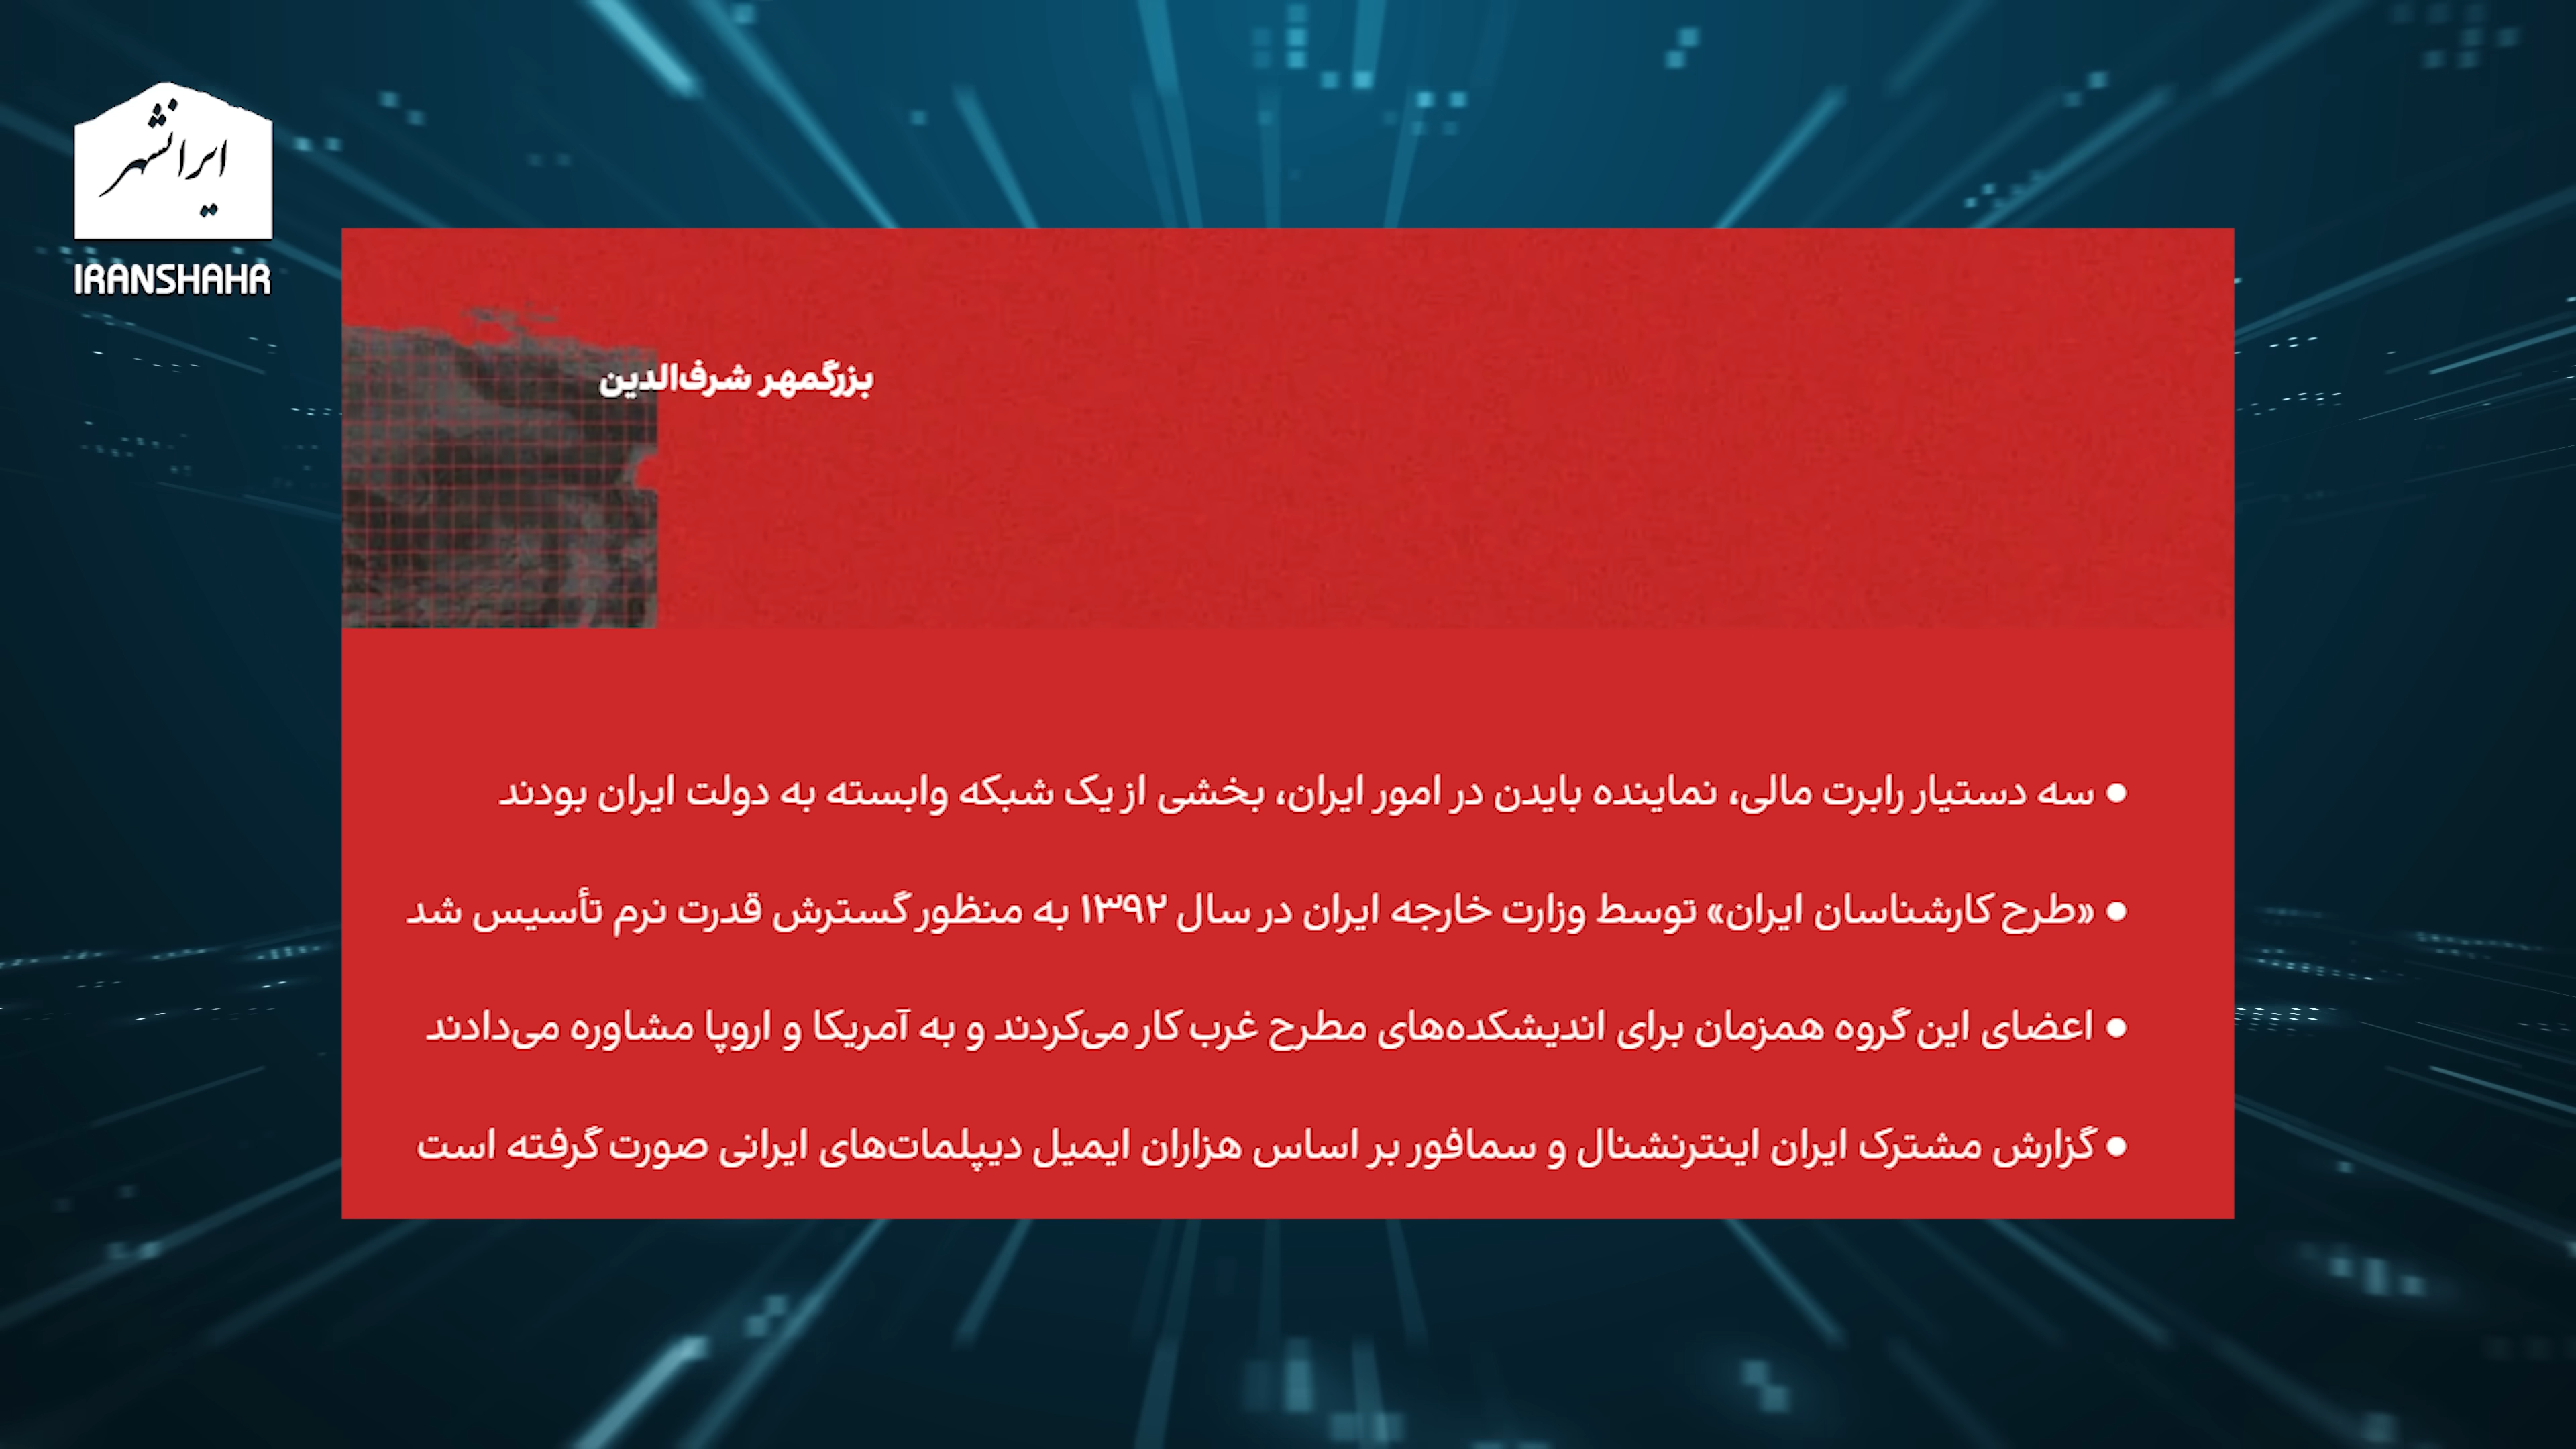 ایرانشهر
IRANSHAHR
بزرگمهر شرف‌الدین
● سه دستیار رابرت مالی، نماینده بایدن در امور ایران، بخشی از یک شبکه وابسته به دولت ایران بودند
● «طرح کارشناسان ایران» توسط وزارت خارجه ایران در سال ۱۳۹۲ به منظور گسترش قدرت نرم تأسیس شد
● اعضای این گروه همزمان برای اندیشکده‌های مطرح غرب کار می‌کردند و به آمریکا و اروپا مشاوره می‌دادند
● گزارش مشترک ایران اینترنشنال و سمافور بر اساس هزاران ایمیل دیپلمات‌های ایرانی صورت گرفته است